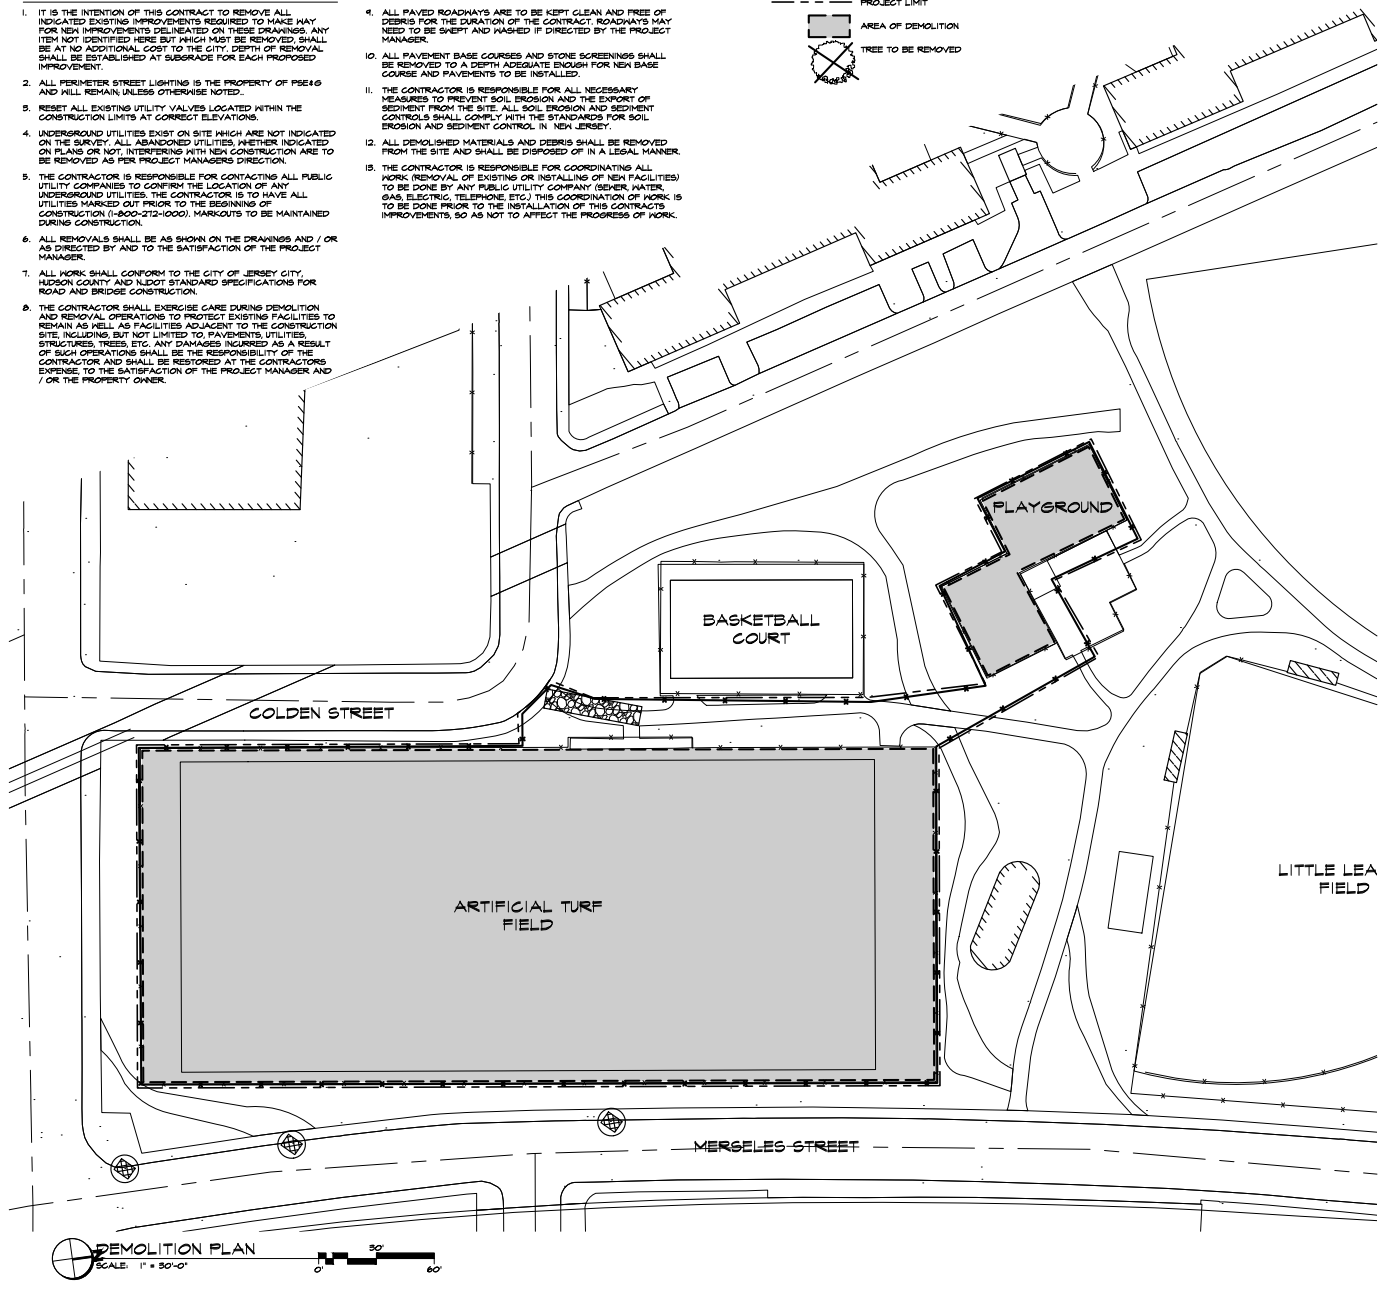 1. IT IS THE INTENTION OF THIS CONTRACT TO REMOVE ALL
INDICATED EXISTING IMPROVEMENTS REQUIRED TO MAKE WAY
FOR NEW IMPROVEMENTS DELINEATED ON THESE DRAWINGS. ANY
ITEM NOT IDENTIFIED HERE BUT WHICH MUST BE REMOVED, SHALL
BE AT NO ADDITIONAL COST TO THE CITY. DEPTH OF REMOVAL
SHALL BE ESTABLISHED AT SUBGRADE FOR EACH PROPOSED
IMPROVEMENT.
2. ALL PERIMETER STREET LIGHTING IS THE PROPERTY OF PSE&G
AND WILL REMAIN; UNLESS OTHERWISE NOTED..
3. RESET ALL EXISTING UTILITY VALVES LOCATED WITHIN THE
CONSTRUCTION LIMITS AT CORRECT ELEVATIONS.
4. UNDERGROUND UTILITIES EXIST ON SITE WHICH ARE NOT INDICATED
ON THE SURVEY. ALL ABANDONED UTILITIES, WHETHER INDICATED
ON PLANS OR NOT, INTERFERING WITH NEW CONSTRUCTION ARE TO
BE REMOVED AS PER PROJECT MANAGERS DIRECTION.
5. THE CONTRACTOR IS RESPONSIBLE FOR CONTACTING ALL PUBLIC
UTILITY COMPANIES TO CONFIRM THE LOCATION OF ANY
UNDERGROUND UTILITIES. THE CONTRACTOR IS TO HAVE ALL
UTILITIES MARKED OUT PRIOR TO THE BEGINNING OF
CONSTRUCTION (1-800-272-1000). MARKOUTS TO BE MAINTAINED
DURING CONSTRUCTION.
6. ALL REMOVALS SHALL BE AS SHOWN ON THE DRAWINGS AND / OR
AS DIRECTED BY AND TO THE SATISFACTION OF THE PROJECT
MANAGER.
7. ALL WORK SHALL CONFORM TO THE CITY OF JERSEY CITY,
HUDSON COUNTY AND NJDOT STANDARD SPECIFICATIONS FOR
ROAD AND BRIDGE CONSTRUCTION.
8. THE CONTRACTOR SHALL EXERCISE CARE DURING DEMOLITION
AND REMOVAL OPERATIONS TO PROTECT EXISTING FACILITIES TO
REMAIN AS WELL AS FACILITIES ADJACENT TO THE CONSTRUCTION
SITE, INCLUDING, BUT NOT LIMITED TO, PAVEMENTS, UTILITIES,
STRUCTURES, TREES, ETC. ANY DAMAGES INCURRED AS A RESULT
OF SUCH OPERATIONS SHALL BE THE RESPONSIBILITY OF THE
CONTRACTOR AND SHALL BE RESTORED AT THE CONTRACTORS
EXPENSE, TO THE SATISFACTION OF THE PROJECT MANAGER AND
/ OR THE PROPERTY OWNER.
9. ALL PAVED ROADWAYS ARE TO BE KEPT CLEAN AND FREE OF
DEBRIS FOR THE DURATION OF THE CONTRACT. ROADWAYS MAY
NEED TO BE SWEPT AND WASHED IF DIRECTED BY THE PROJECT
MANAGER.
10. ALL PAVEMENT BASE COURSES AND STONE SCREENINGS SHALL
BE REMOVED TO A DEPTH ADEQUATE ENOUGH FOR NEW BASE
COURSE AND PAVEMENTS TO BE INSTALLED.
11. THE CONTRACTOR IS RESPONSIBLE FOR ALL NECESSARY
MEASURES TO PREVENT SOIL EROSION AND THE EXPORT OF
SEDIMENT FROM THE SITE. ALL SOIL EROSION AND SEDIMENT
CONTROLS SHALL COMPLY WITH THE STANDARDS FOR SOIL
EROSION AND SEDIMENT CONTROL IN NEW JERSEY.
12. ALL DEMOLISHED MATERIALS AND DEBRIS SHALL BE REMOVED
FROM THE SITE AND SHALL BE DISPOSED OF IN A LEGAL MANNER.
13. THE CONTRACTOR IS RESPONSIBLE FOR COORDINATING ALL
WORK (REMOVAL OF EXISTING OR INSTALLING OF NEW FACILITIES)
TO BE DONE BY ANY PUBLIC UTILITY COMPANY (SEWER, WATER,
GAS, ELECTRIC, TELEPHONE, ETC.) THIS COORDINATION OF WORK IS
TO BE DONE PRIOR TO THE INSTALLATION OF THIS CONTRACTS
IMPROVEMENTS, SO AS NOT TO AFFECT THE PROGRESS OF WORK.
PROJECT LIMIT
AREA OF DEMOLITION
TREE TO BE REMOVED
PLAYGROUND
BASKETBALL
COURT
COLDEN STREET
ARTIFICIAL TURF
FIELD
LITTLE LEA
FIELD
MERSELES STREET
DEMOLITION PLAN
SCALE: 1" = 30'-0"
30'
0'
60'